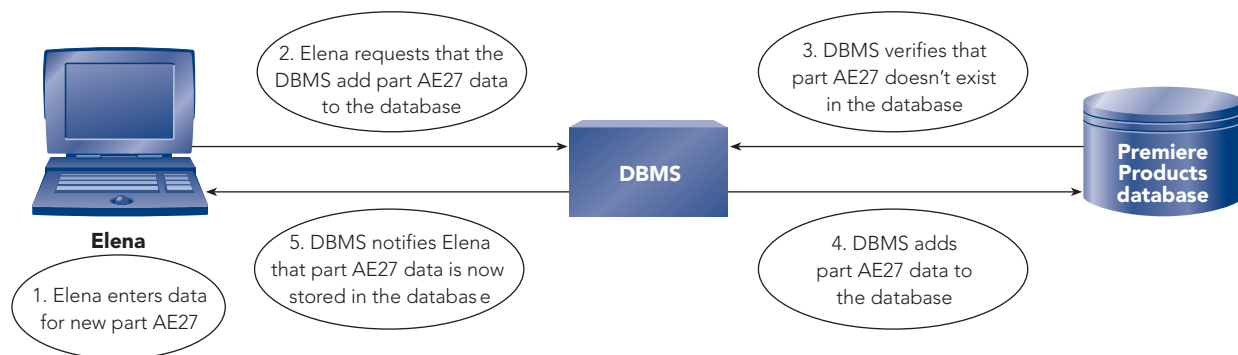 2. Elena requests that the
DBMS add part AE27 data
to the database
3. DBMS verifies that
part AE27 doesn't exist
in the database
DBMS
Premiere
Products
database
Elena
1. Elena enters data
for new part AE27
5. DBMS notifies Elena
that part AE27 data is now
stored in the database
4. DBMS adds
part AE27 data to
the database